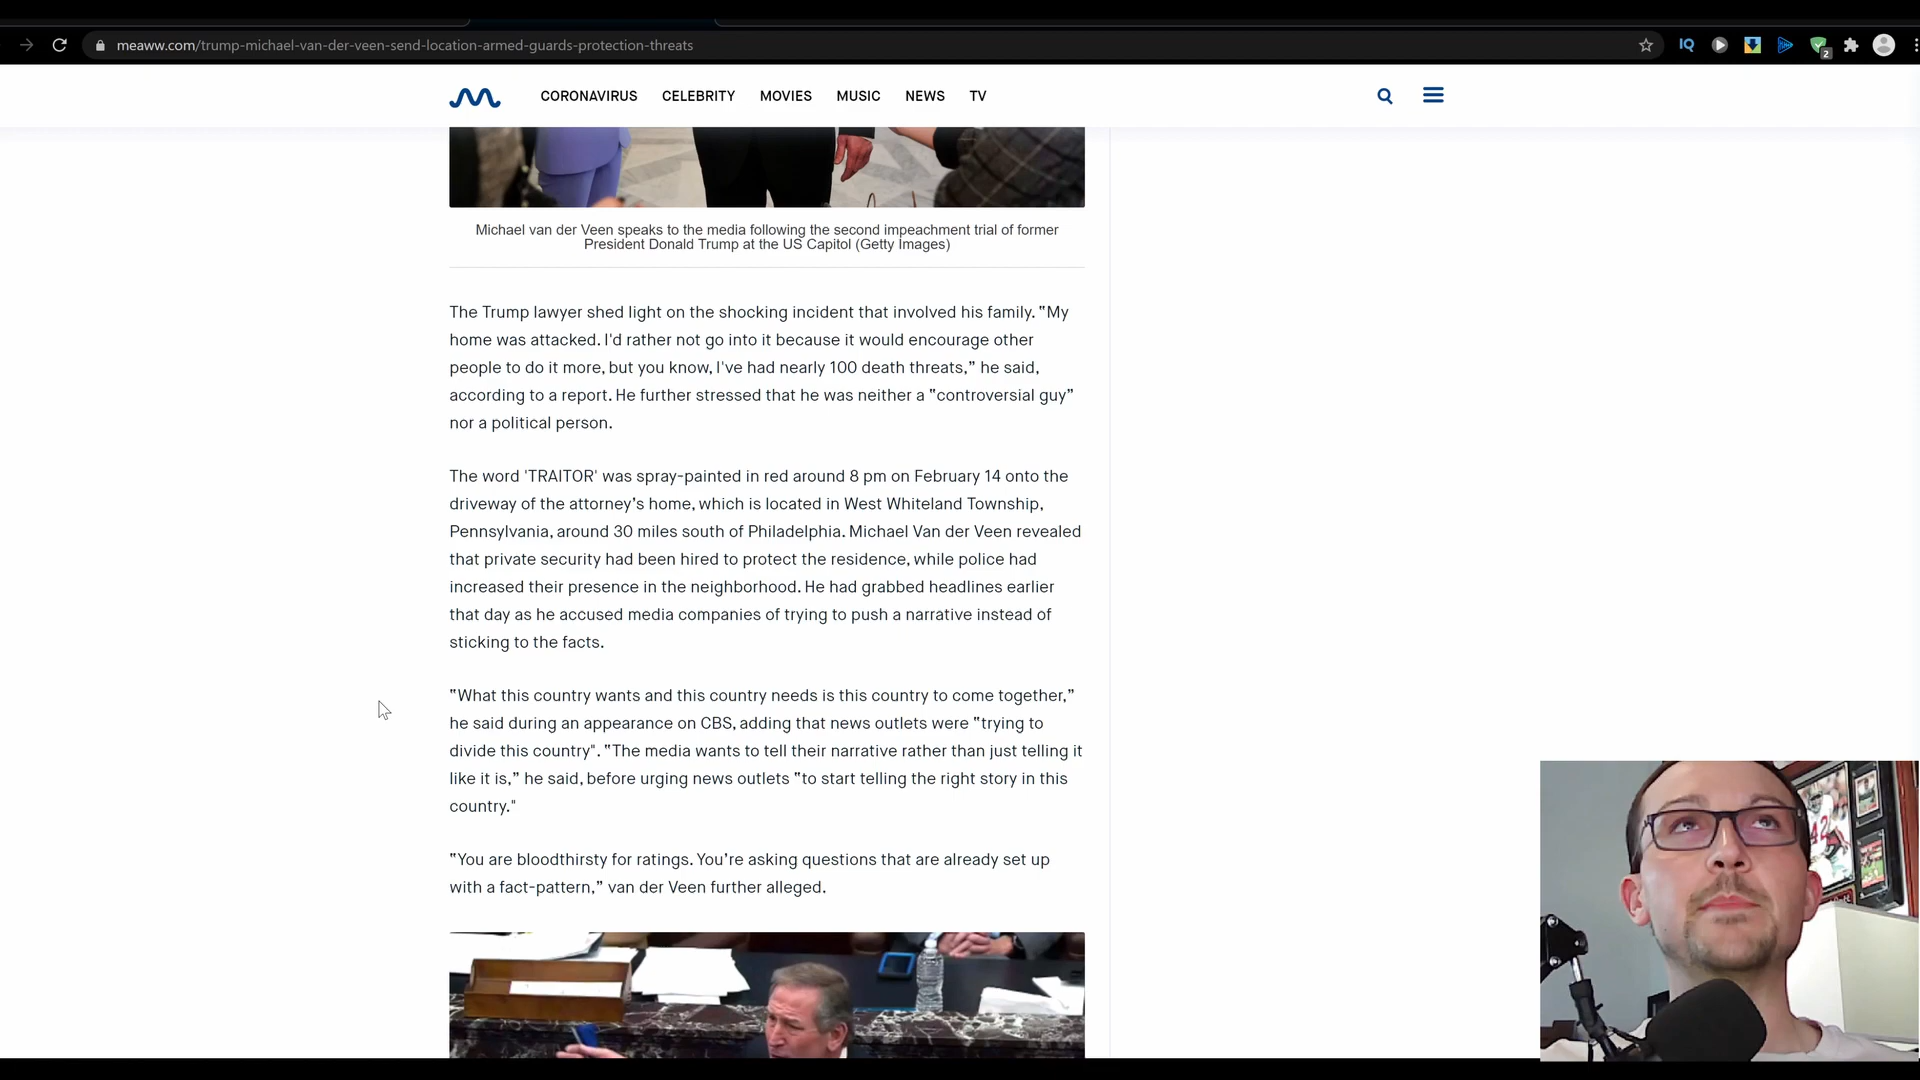 meaww.com/trump-michael-van-der-veen-send-location-armed-guards-protection-threats
IQ
2
CORONAVIRUS CELEBRITY MOVIES MUSIC NEWS TV
Michael van der Veen speaks to the media following the second impeachment trial of former
President Donald Trump at the US Capitol (Getty Images)
The Trump lawyer shed light on the shocking incident that involved his family. “My
home was attacked. I'd rather not go into it because it would encourage other
people to do it more, but you know, I've had nearly 100 death threats,” he said,
according to a report. He further stressed that he was neither a “controversial guy”
nor a political person.
The word 'TRAITOR' was spray-painted in red around 8 pm on February 14 onto the
driveway of the attorney’s home, which is located in West Whiteland Township,
Pennsylvania, around 30 miles south of Philadelphia. Michael Van der Veen revealed
that private security had been hired to protect the residence, while police had
increased their presence in the neighborhood. He had grabbed headlines earlier
that day as he accused media companies of trying to push a narrative instead of
sticking to the facts.
“What this country wants and this country needs is this country to come together,”
he said during an appearance on CBS, adding that news outlets were “trying to
divide this country". “The media wants to tell their narrative rather than just telling it
like it is,” he said, before urging news outlets “to start telling the right story in this
country."
“You are bloodthirsty for ratings. You’re asking questions that are already set up
with a fact-pattern,” van der Veen further alleged.